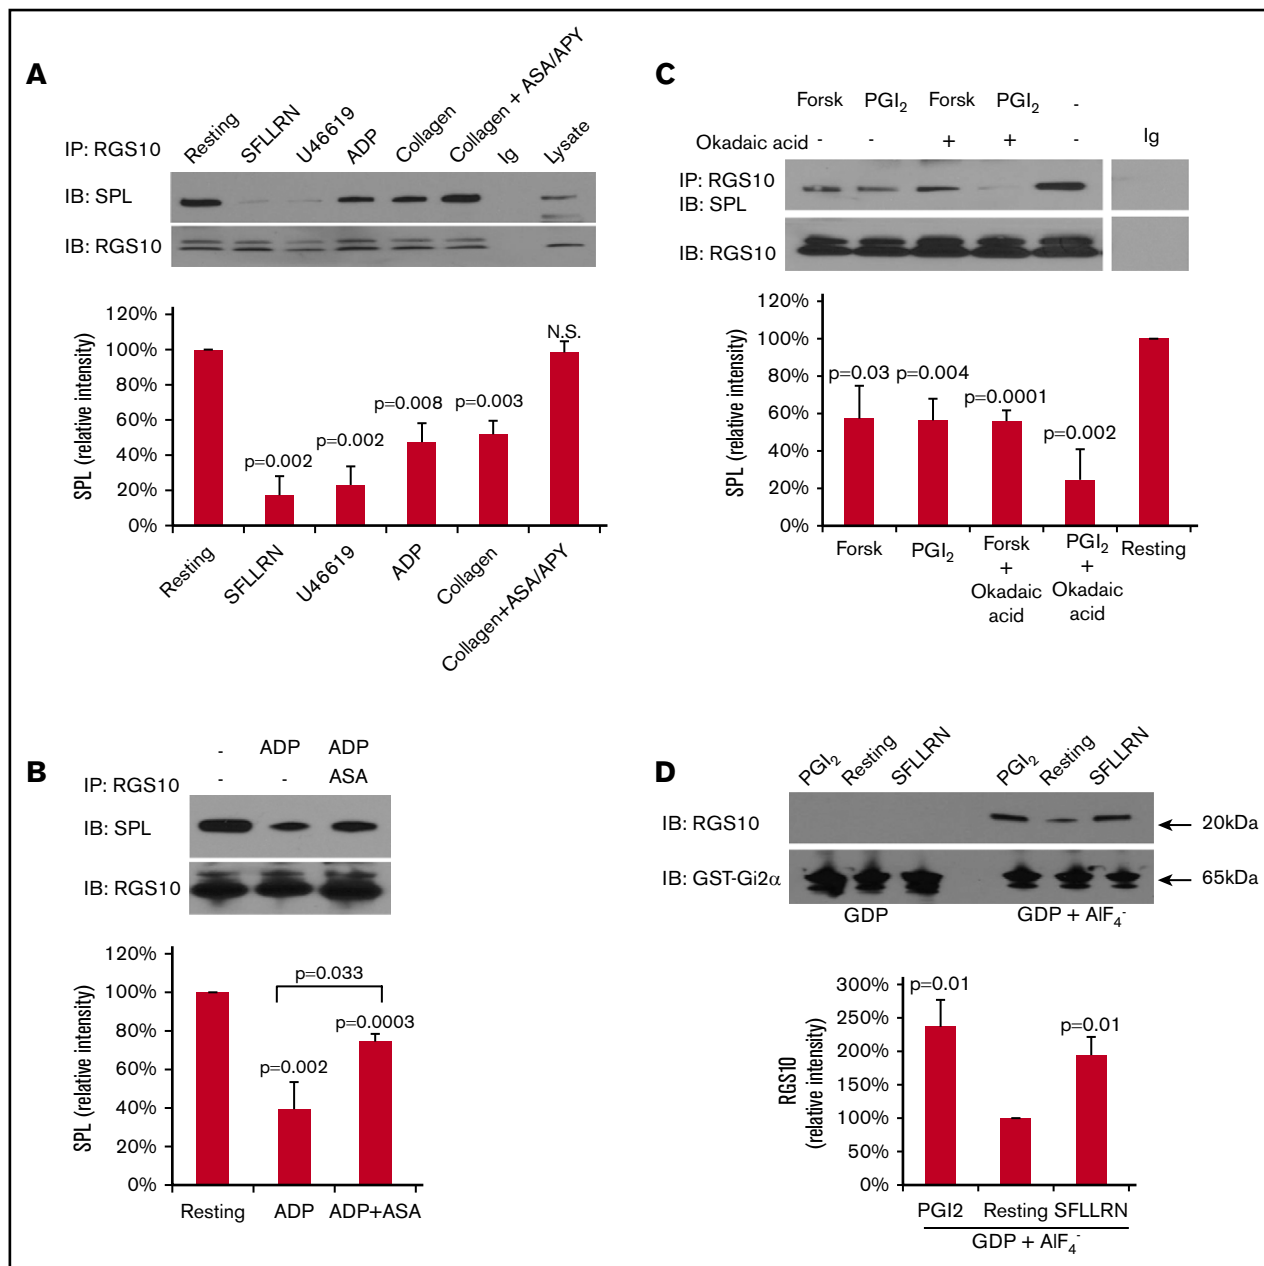 A
IP: RGS10
Resting
SFLLRN
U46619
ADP
Collagen
Collagen + ASA/APY
Ig
Lysate
IB: SPL
IB: RGS10
SPL (relative intensity)
120%
100%
80%
60%
40%
20%
0%
p=0.002
p=0.002
p=0.008
p=0.003
N.S.
Resting
SFLLRN
U46619
ADP
Collagen
Collagen+ASA/APY
B
- ADP ADP
IP: RGS10 - - ASA
IB: SPL
IB: RGS10
SPL (relative intensity)
120%
100%
80%
60%
40%
20%
0%
p=0.033
p=0.002
p=0.0003
Resting ADP ADP+ASA
C
Forsk PGI₂ Forsk PGI₂ -
Okadaic acid - - + + - Ig
IP: RGS10
IB: SPL
IB: RGS10
SPL (relative intensity)
120%
100%
80%
60%
40%
20%
0%
p=0.03
p=0.004
p=0.0001
p=0.002
Forsk
PGI₂
Forsk
+
Okadaic
acid
PGI₂
+
Okadaic
acid
Resting
D
PGI₂
Resting
SFLLRN
PGI₂
Resting
SFLLRN
IB: RGS10
20kDa
IB: GST-Gi2α
65kDa
GDP
GDP + AlF₄⁻
RGS10
(relative intensity)
300%
250%
200%
150%
100%
50%
0%
p=0.01
p=0.01
PGI2 Resting SFLLRN
GDP + AlF₄⁻